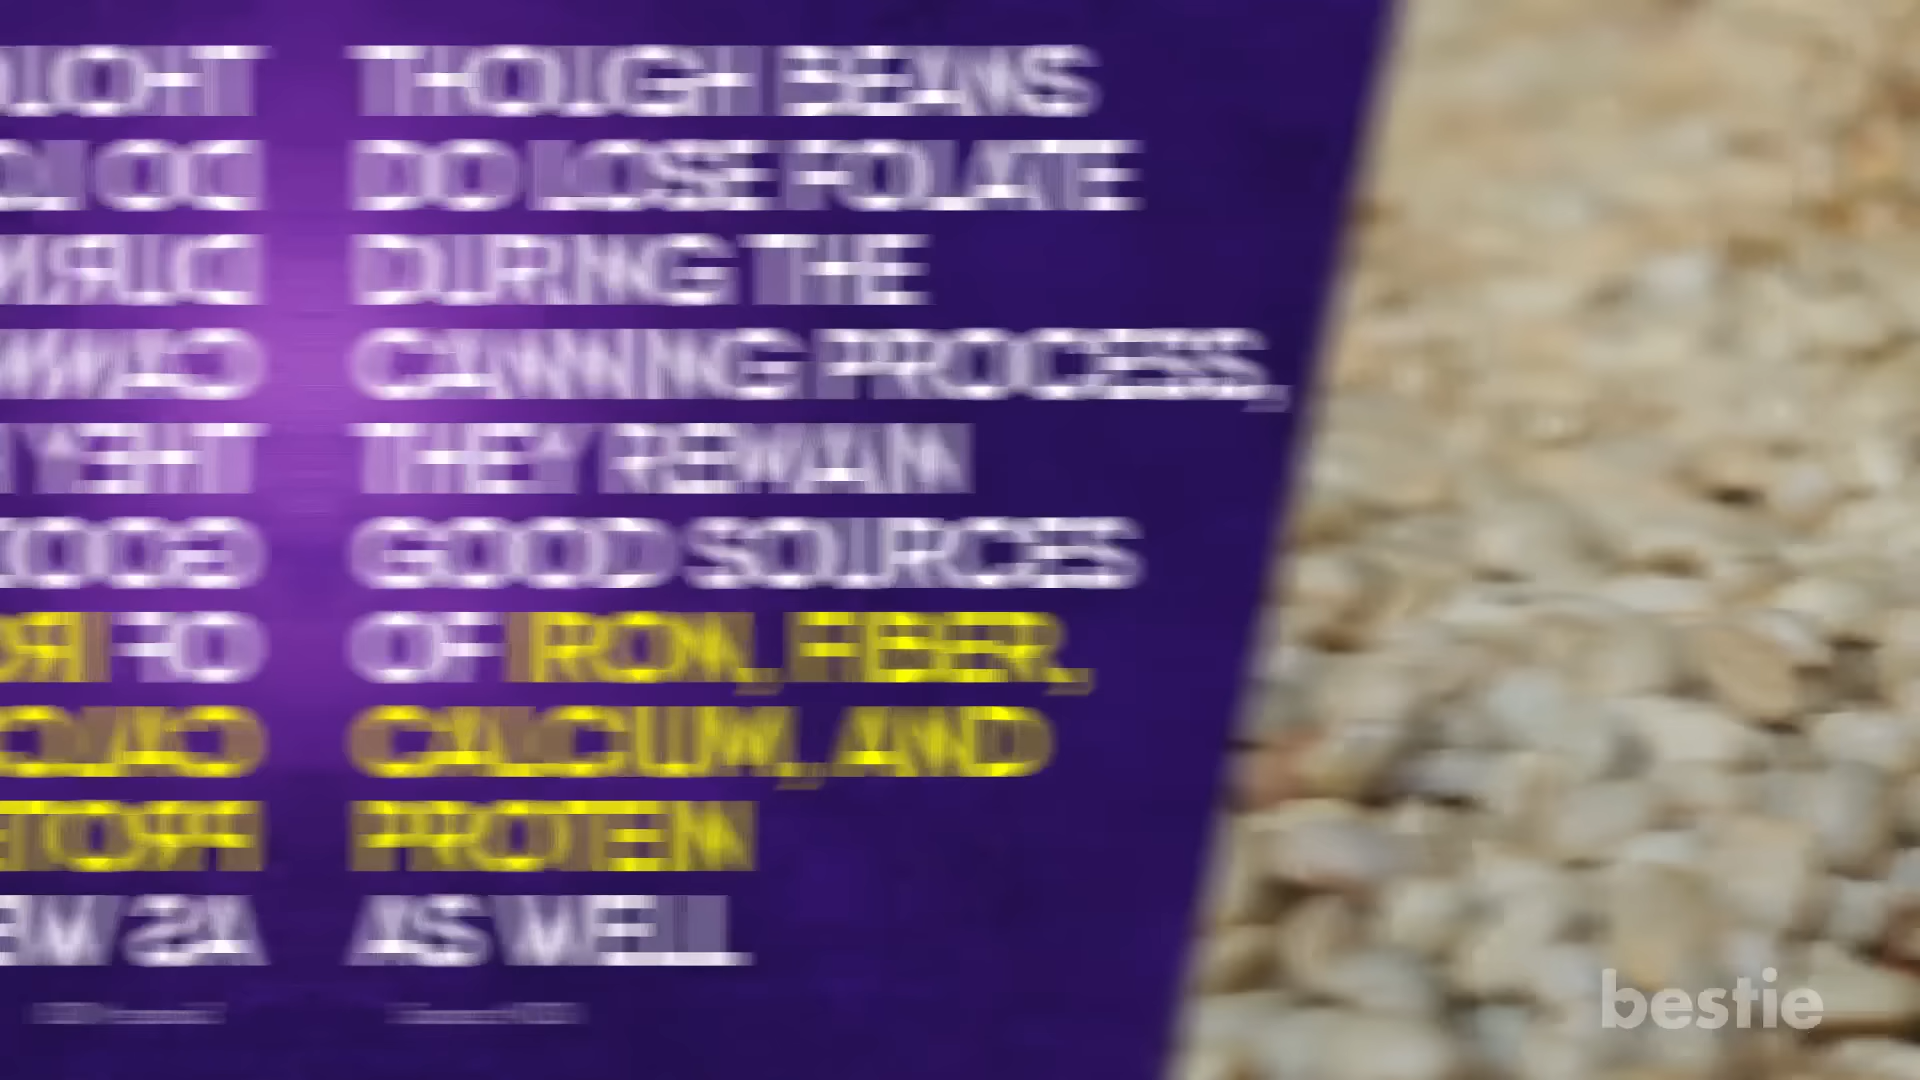 THOUGH BEANS
DO LOSE FOLATE
DURING THE
CANNING PROCESS,
THEY REMAIN
GOOD SOURCES
OF IRON, FIBER,
CALCIUM, AND
PROTEIN
AS WELL
bestie